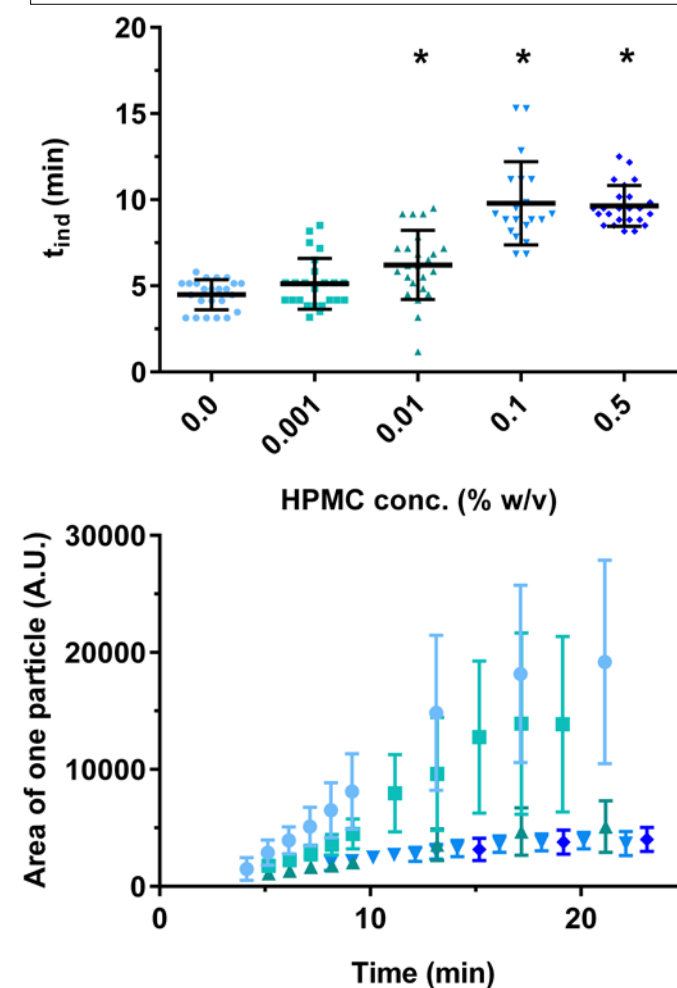 20
* * *
15
10
5
0
t_ind (min)
0.0 0.001 0.01 0.1 0.5
HPMC conc. (% w/v)
30000
20000
10000
0
Area of one particle (A.U.)
0 10 20
Time (min)